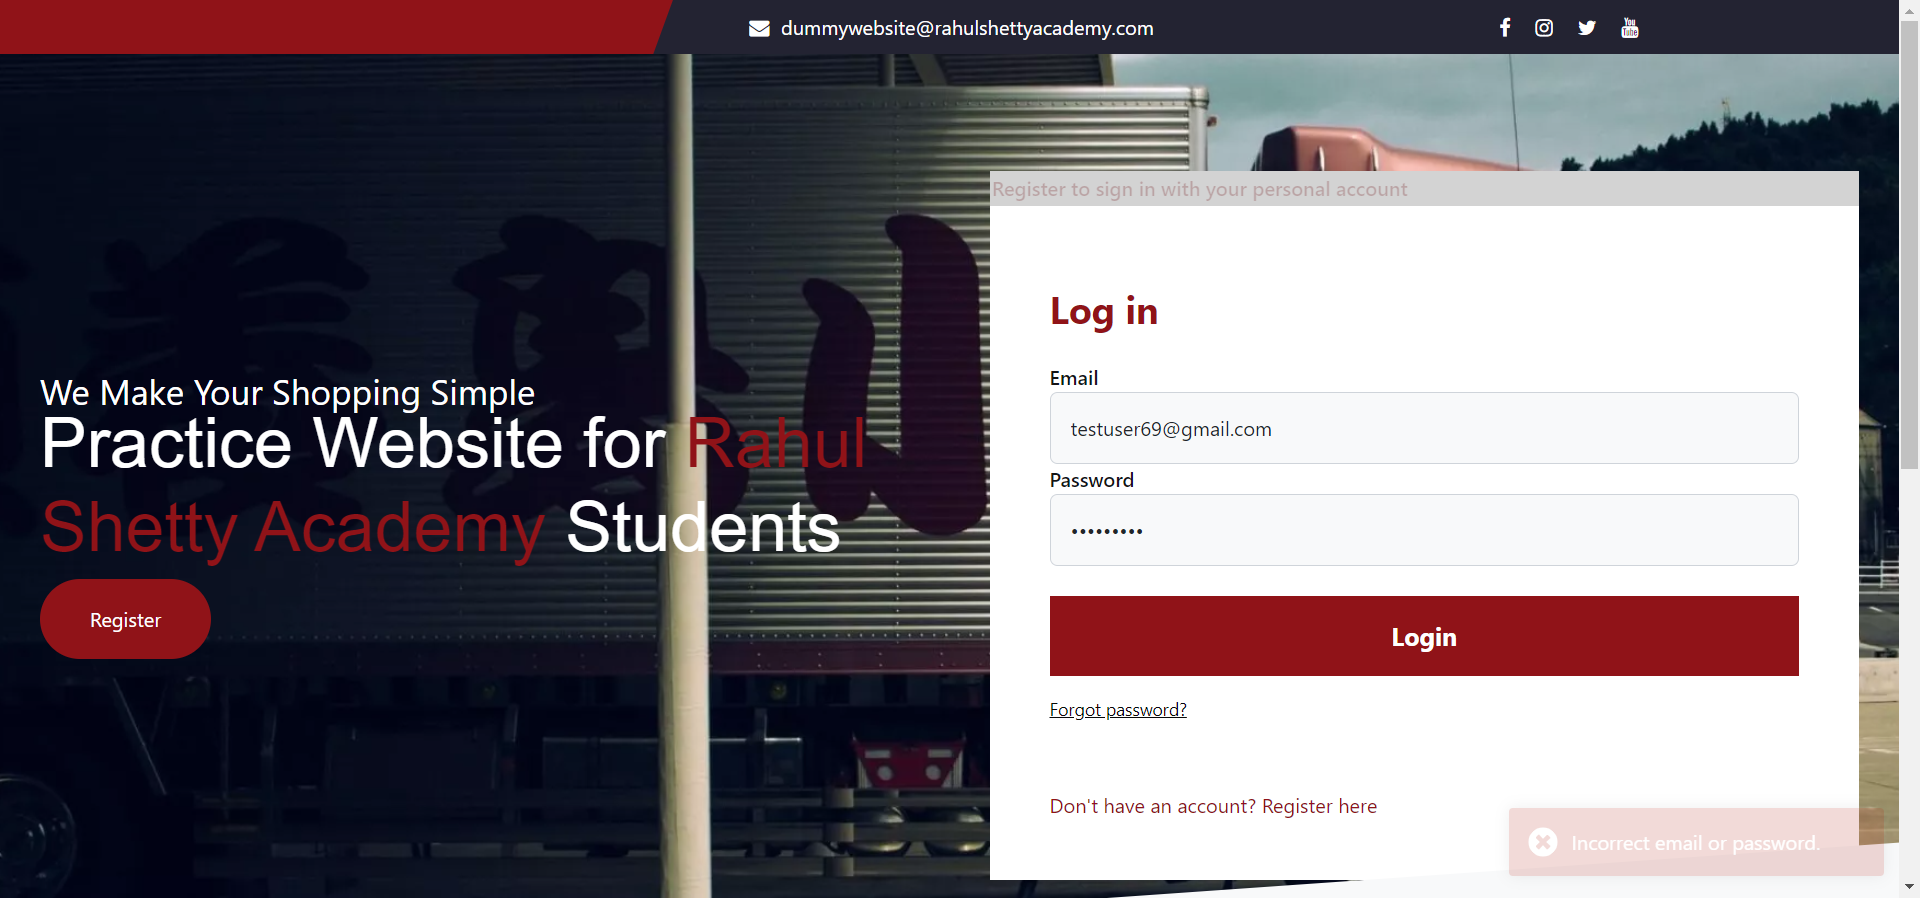 dummywebsite@rahulshettyacademy.com
Register to sign in with your personal account
We Make Your Shopping Simple
Practice Website for Rahul
Shetty Academy Students
Register
Log in
Email
testuser69@gmail.com
Password
•••••••••
Login
Forgot password?
Don't have an account? Register here
Incorrect email or password.